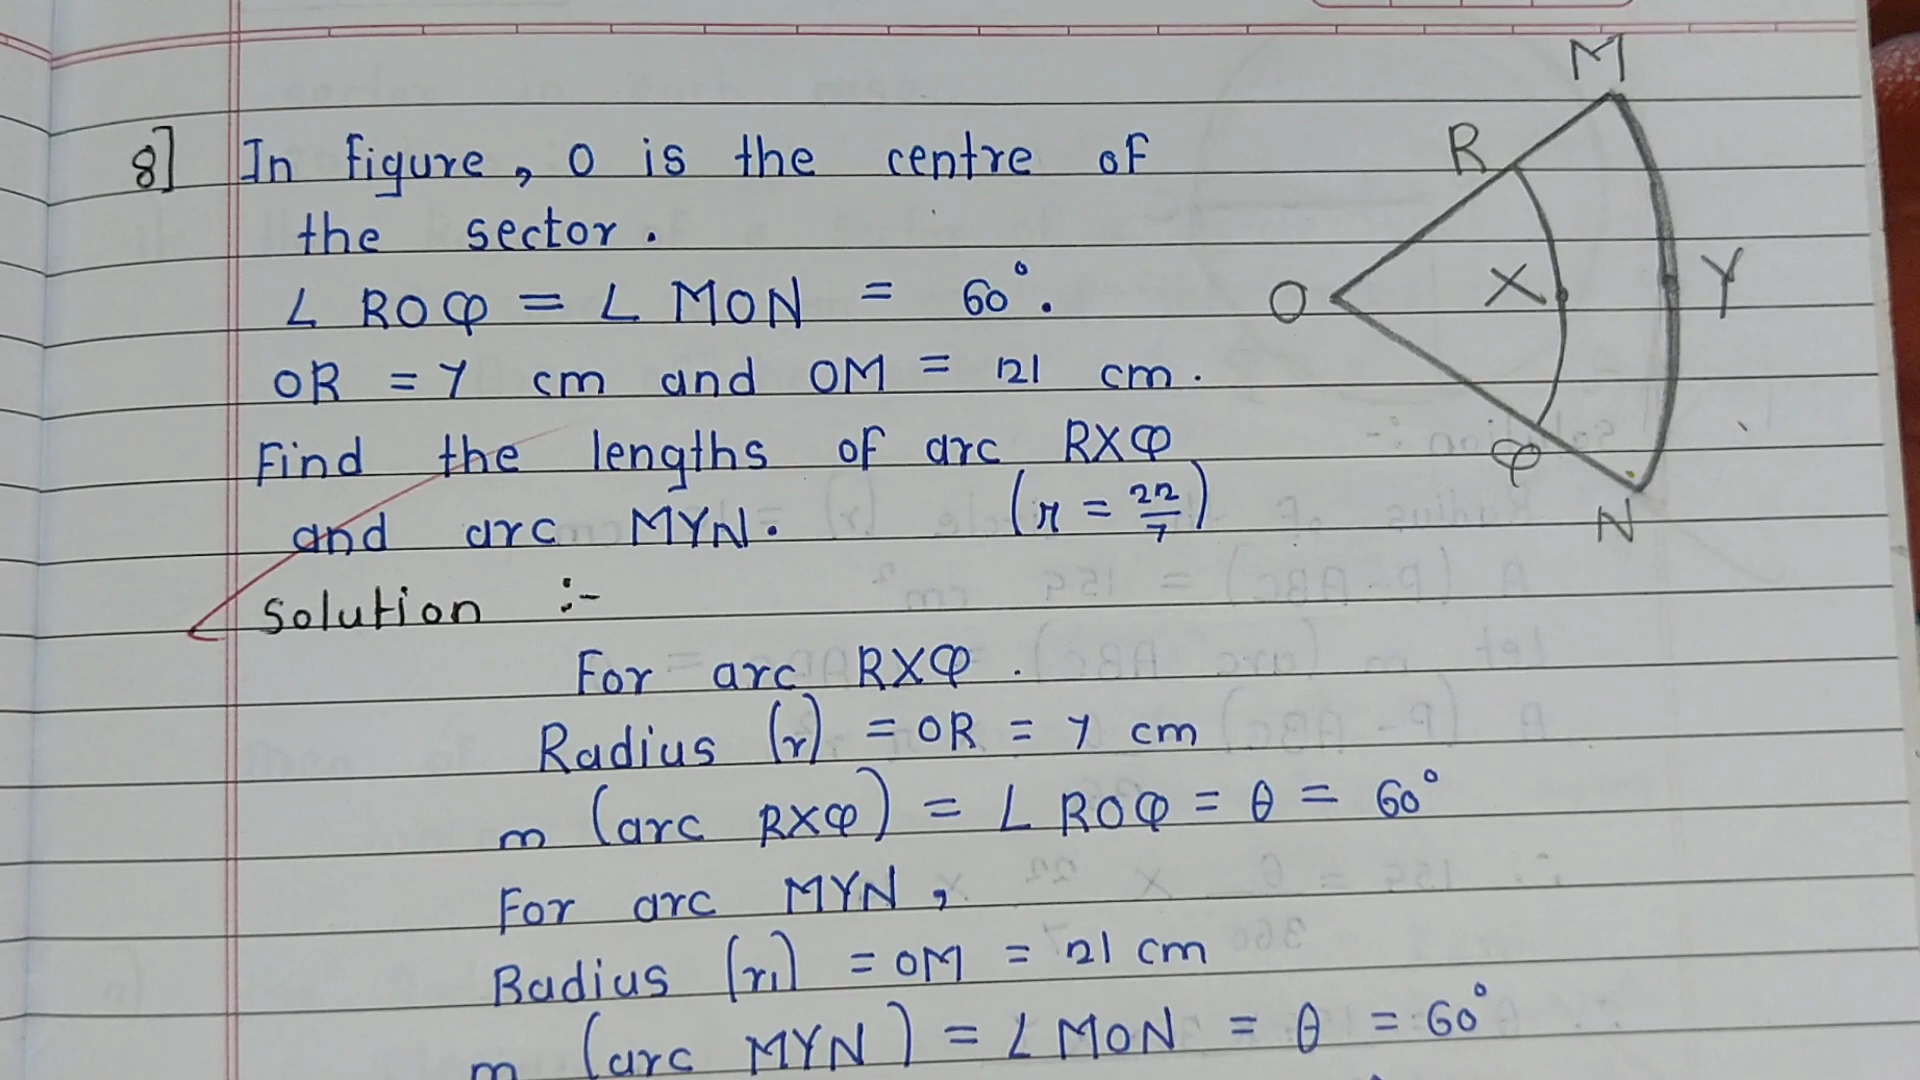 8] In figure, O is the centre of
the sector.
∠ ROQ = ∠ MON = 60°.
OR = 7 cm and OM = 21 cm.
Find the lengths of arc RXQ
and arc MYN. (π = 22/7)
Solution :-
For arc RXQ.
Radius (r) = OR = 7 cm
m (arc RXQ) = ∠ ROQ = θ = 60°
For arc MYN,
Radius (r₁) = OM = 21 cm
m (arc MYN) = ∠ MON = θ = 60°
M
R
O
X
Y
Q
N